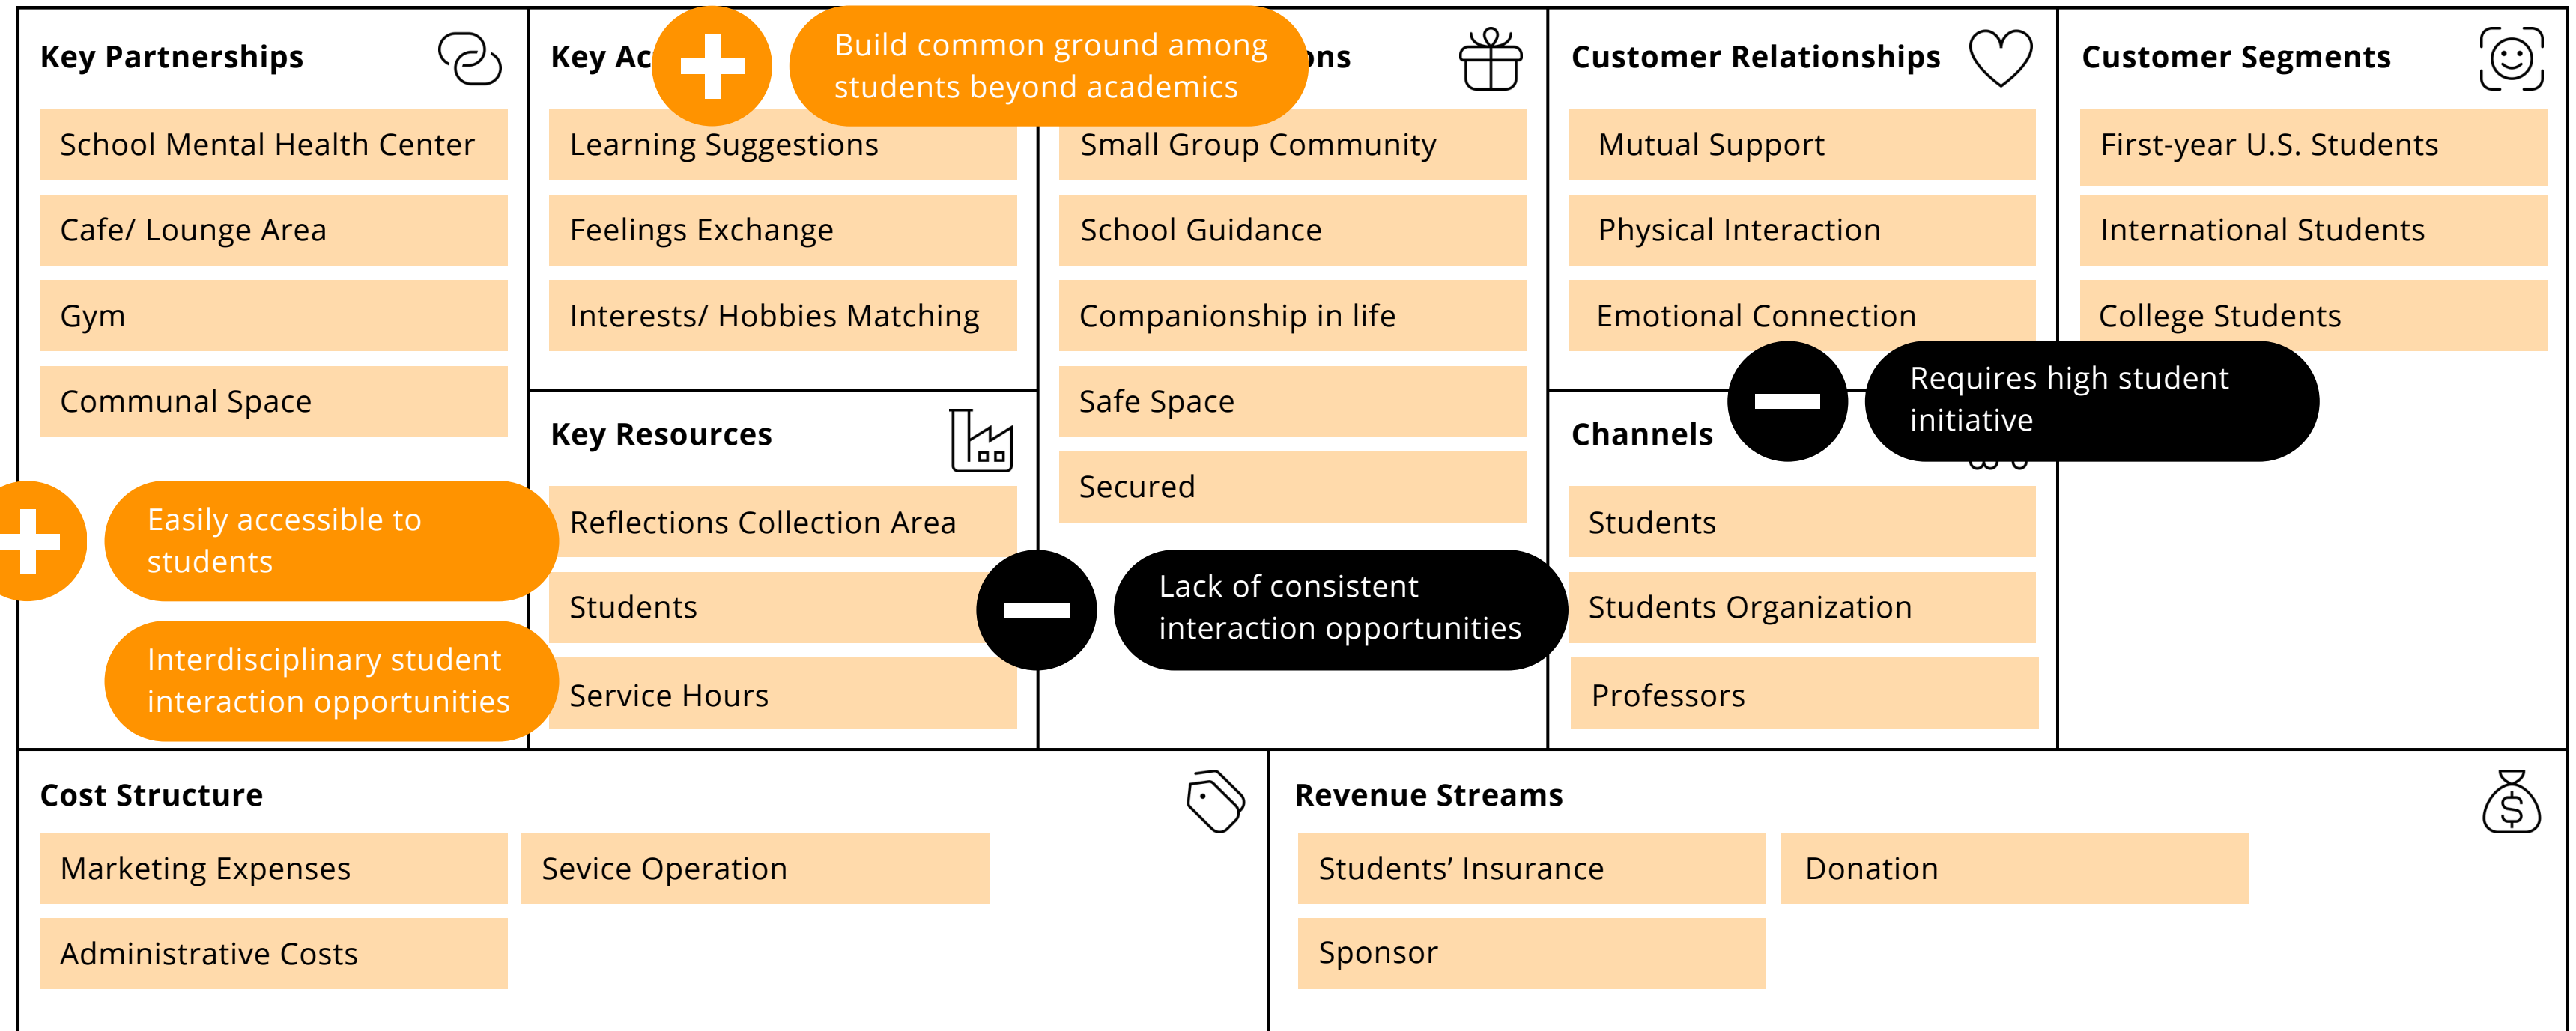 Key Partnerships
School Mental Health Center
Cafe/ Lounge Area
Gym
Communal Space
Easily accessible to
students
Interdisciplinary student
interaction opportunities
Key Ac
Build common ground among
students beyond academics
Learning Suggestions
Feelings Exchange
Interests/ Hobbies Matching
Key Resources
Reflections Collection Area
Students
Service Hours
ons
Small Group Community
School Guidance
Companionship in life
Safe Space
Secured
Lack of consistent
interaction opportunities
Customer Relationships
Mutual Support
Physical Interaction
Emotional Connection
Requires high student
initiative
Channels
Students
Students Organization
Professors
Customer Segments
First-year U.S. Students
International Students
College Students
Cost Structure
Marketing Expenses
Sevice Operation
Administrative Costs
Revenue Streams
$
Students’ Insurance
Donation
Sponsor